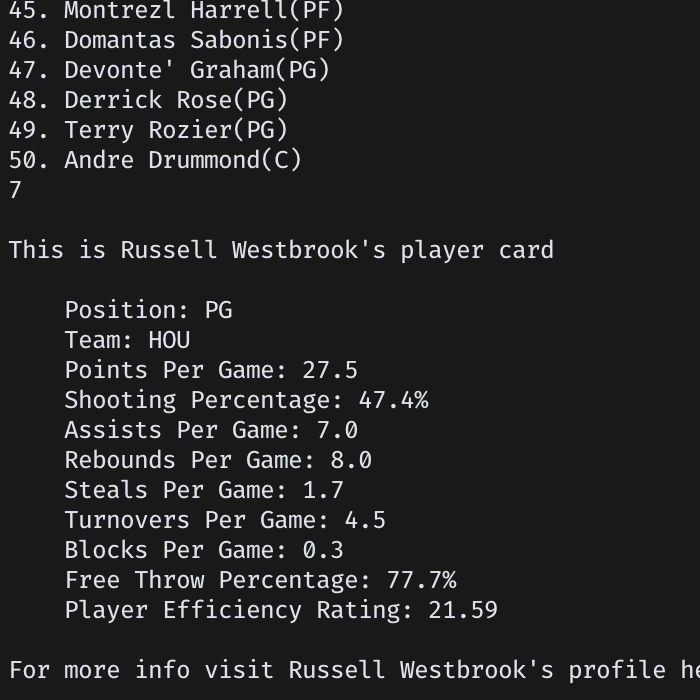 45. Montrezl Harrell(PF)
46. Domantas Sabonis(PF)
47. Devonte' Graham(PG)
48. Derrick Rose(PG)
49. Terry Rozier(PG)
50. Andre Drummond(C)
7
This is Russell Westbrook's player card
Position: PG
Team: HOU
Points Per Game: 27.5
Shooting Percentage: 47.4%
Assists Per Game: 7.0
Rebounds Per Game: 8.0
Steals Per Game: 1.7
Turnovers Per Game: 4.5
Blocks Per Game: 0.3
Free Throw Percentage: 77.7%
Player Efficiency Rating: 21.59
For more info visit Russell Westbrook's profile